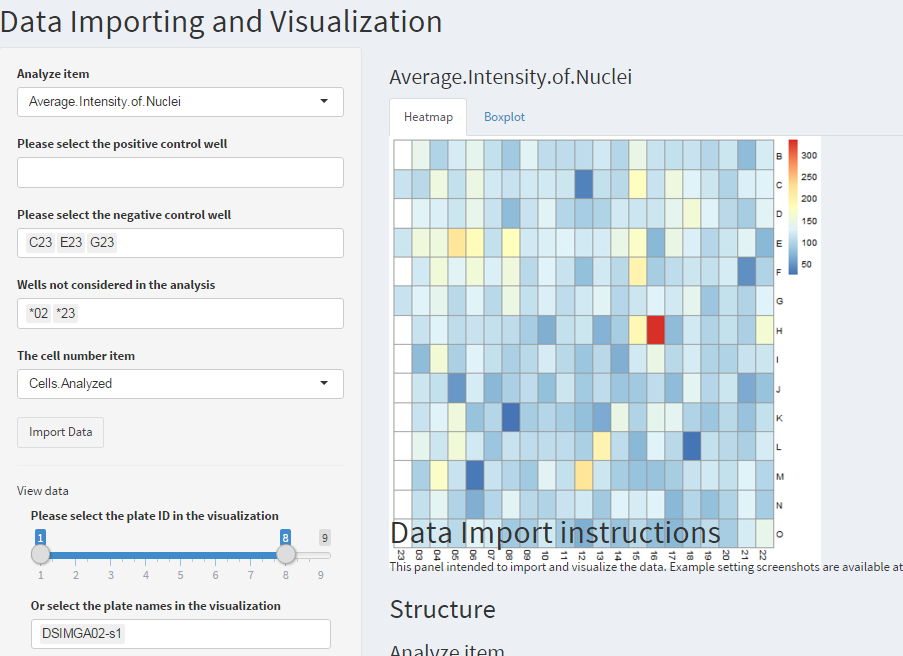 Data Importing and Visualization
Analyze item
Average.Intensity.of.Nuclei
Please select the positive control well
Please select the negative control well
C23 E23 G23
Wells not considered in the analysis
*02 *23
The cell number item
Cells.Analyzed
Import Data
View data
Please select the plate ID in the visualization
1 8 9
1 2 3 4 5 6 7 8 9
Or select the plate names in the visualization
DSIMGA02-s1
Average.Intensity.of.Nuclei
Heatmap Boxplot
B
C
D
E
F
G
H
I
J
K
L
M
N
O
300
250
200
150
100
50
23 03 04 05 06 07 08 09 10 11 12 13 14 15 16 17 18 19 20 21 22
Data Import instructions
This panel intended to import and visualize the data. Example setting screenshots are available at
Structure
Analyze item